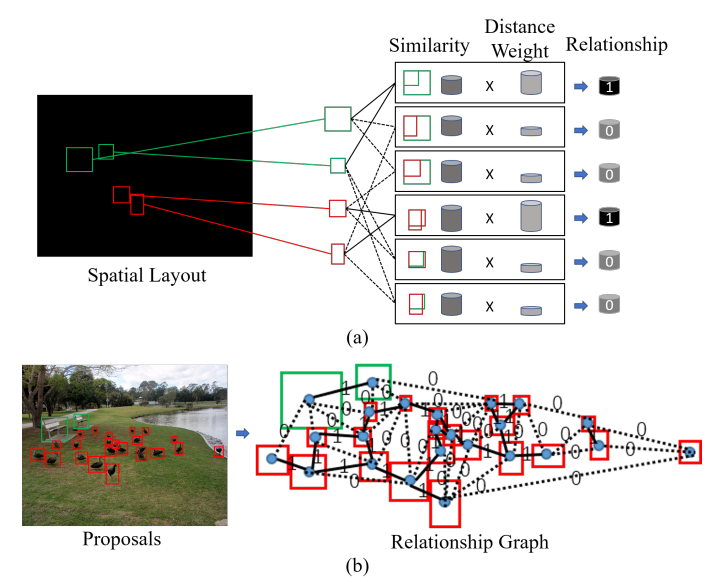 Similarity
Distance
Weight
Relationship
x
1
x
0
x
0
x
1
x
0
x
0
Spatial Layout
(a)
Proposals
Relationship Graph
(b)